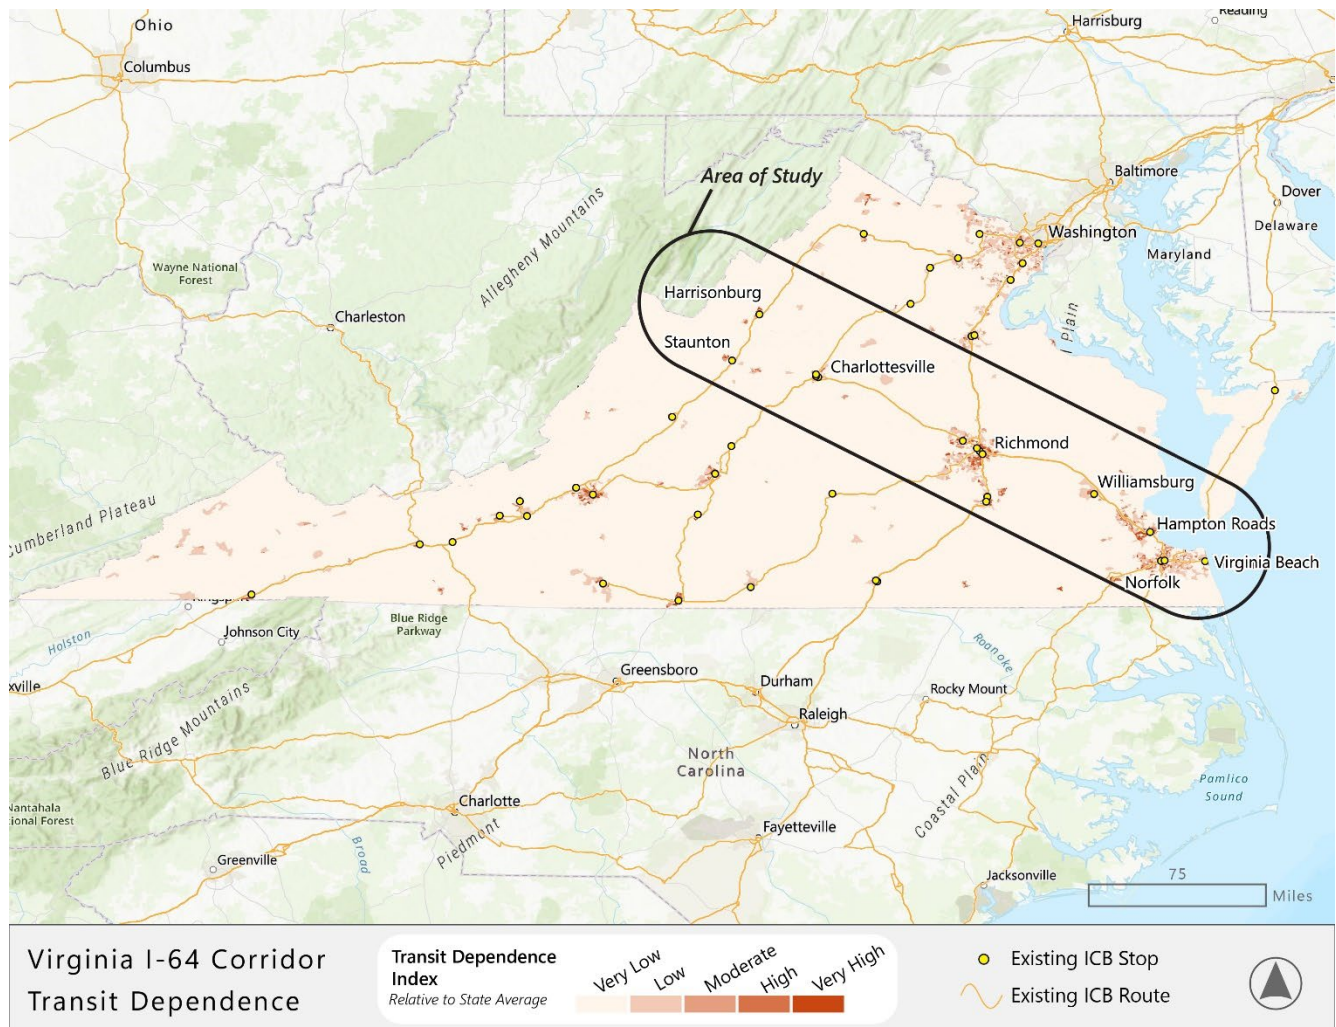 Ohio
Columbus
Harrisburg
Reading
Area of Study
Baltimore
Dover
Delaware
Washington
Maryland
Wayne National
Forest
Allegheny Mountains
Charleston
Harrisonburg
Staunton
Charlottesville
l Plain
Richmond
Williamsburg
Hampton Roads
Virginia Beach
Norfolk
Cumberland Plateau
Johnson City
Holston
Blue Ridge
Parkway
Roanoke
xville
Blue Ridge Mountains
Greensboro
Durham
Raleigh
Rocky Mount
North
Carolina
Coastal Plain
Pamlico
Sound
Nantahala
ional Forest
Charlotte
Piedmont
Fayetteville
Broad
Greenville
Jacksonville
75
Miles
Virginia I-64 Corridor
Transit Dependence
Transit Dependence
Index
Relative to State Average
Very Low
Low
Moderate
High
Very High
Existing ICB Stop
Existing ICB Route